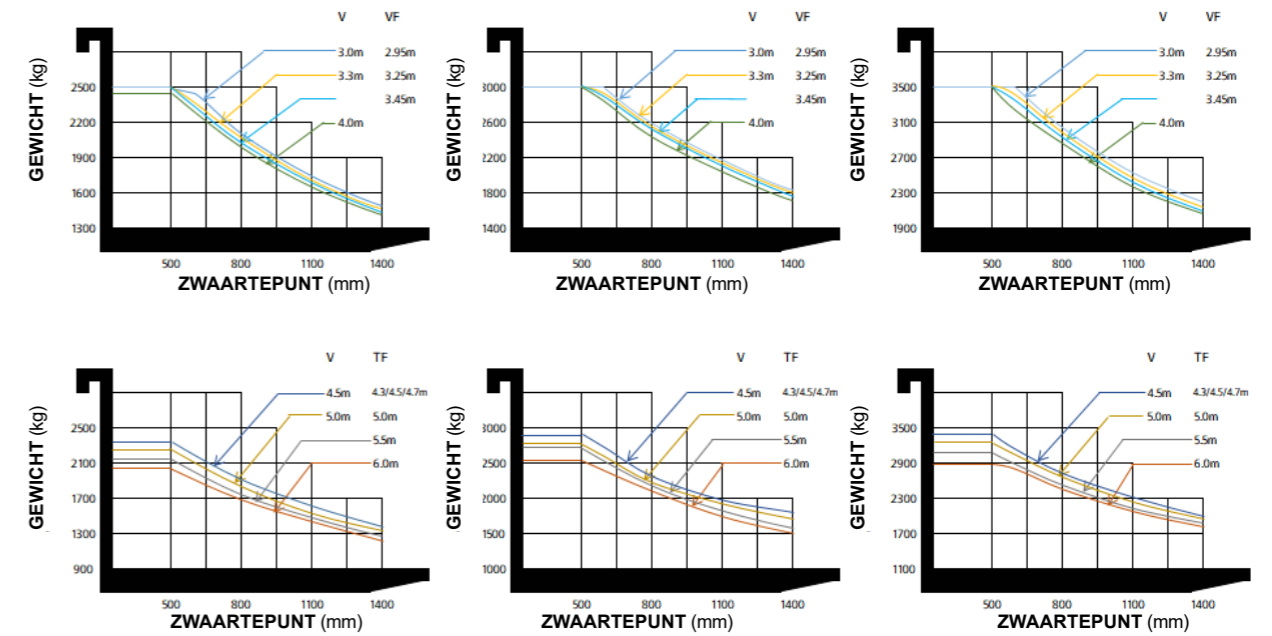 V VF
3.0m 2.95m
3.3m 3.25m
3.45m
4.0m
GEWICHT (kg)
2500
2200
1900
1600
1300
500 800 1100 1400
ZWAARTEPUNT (mm)
V VF
3.0m 2.95m
3.3m 3.25m
3.45m
4.0m
GEWICHT (kg)
3000
2600
2200
1800
1400
500 800 1100 1400
ZWAARTEPUNT (mm)
V VF
3.0m 2.95m
3.3m 3.25m
3.45m
4.0m
GEWICHT (kg)
3500
3100
2700
2300
1900
500 800 1100 1400
ZWAARTEPUNT (mm)
V TF
4.5m 4.3/4.5/4.7m
5.0m 5.0m
5.5m
6.0m
GEWICHT (kg)
2500
2100
1700
1300
900
500 800 1100 1400
ZWAARTEPUNT (mm)
V TF
4.5m 4.3/4.5/4.7m
5.0m 5.0m
5.5m
6.0m
GEWICHT (kg)
3000
2500
2000
1500
1000
500 800 1100 1400
ZWAARTEPUNT (mm)
V TF
4.5m 4.3/4.5/4.7m
5.0m 5.0m
5.5m
6.0m
GEWICHT (kg)
3500
2900
2300
1700
1100
500 800 1100 1400
ZWAARTEPUNT (mm)